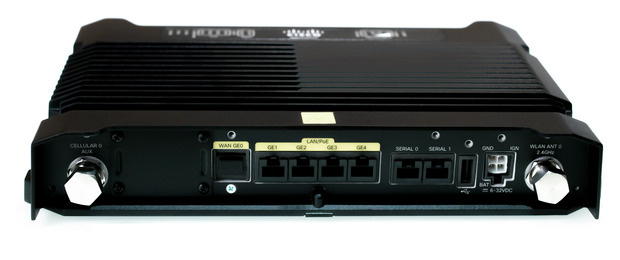 CISCO
CELLULAR 0
AUX
WAN GE0
LAN/PoE
GE1 GE2 GE3 GE4
SERIAL 0 SERIAL 1
GND IGN
BAT
6-32VDC
WLAN ANT 0
2.4GHz